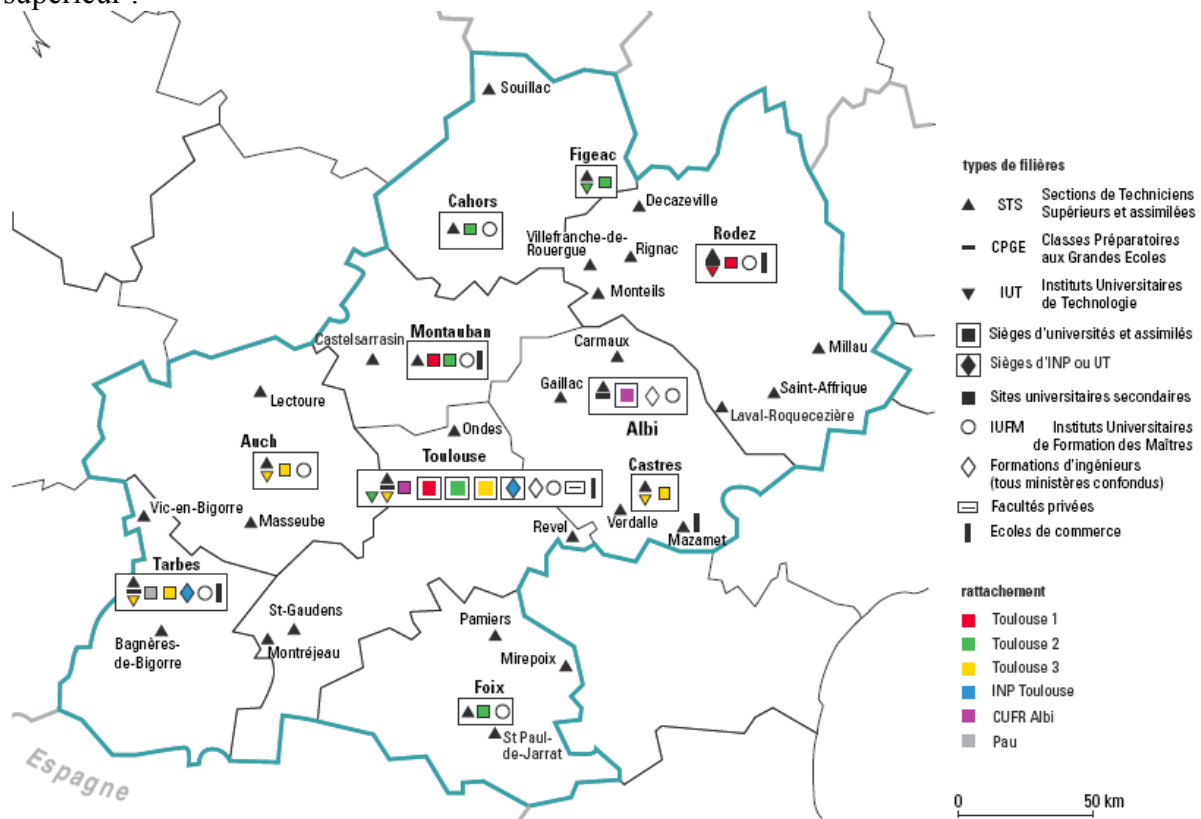 supérieur :
Souillac
Figeac
Cahors
Decazeville
Villefranche-de-
Rouergue
Rignac
Rodez
Monteils
Castelsarrasin
Montauban
Carmaux
Millau
Gaillac
Saint-Affrique
Lectoure
Laval-Roquecezière
Albi
Ondes
Auch
Toulouse
Castres
Vic-en-Bigorre
Masseube
Revel
Verdalle
Mazamet
Tarbes
St-Gaudens
Pamiers
Bagnères-
de-Bigorre
Montréjeau
Mirepoix
Foix
St Paul-
de-Jarrat
Espagne
types de filières
STS Sections de Techniciens
Supérieurs et assimilées
CPGE Classes Préparatoires
aux Grandes Ecoles
IUT Instituts Universitaires
de Technologie
Sièges d'universités et assimilés
Sièges d'INP ou UT
Sites universitaires secondaires
IUFM Instituts Universitaires
de Formation des Maîtres
Formations d'ingénieurs
(tous ministères confondus)
Facultés privées
Ecoles de commerce
rattachement
Toulouse 1
Toulouse 2
Toulouse 3
INP Toulouse
CUFR Albi
Pau
0 50 km